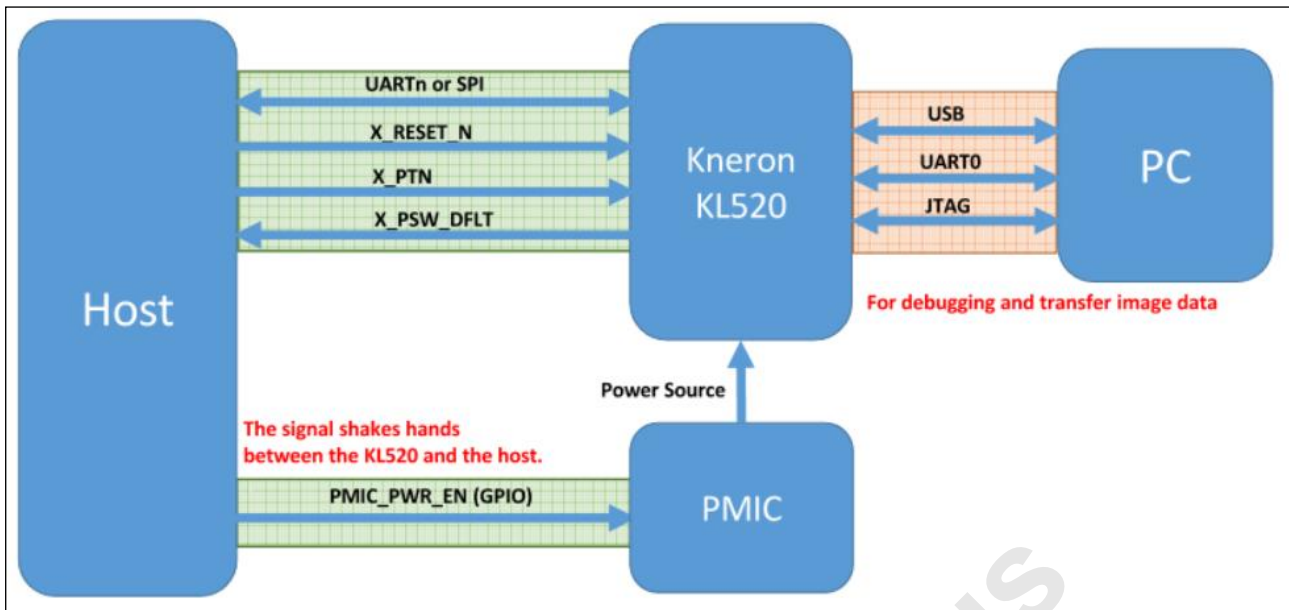 Host
UARTn or SPI
X_RESET_N
X_PTN
X_PSW_DFLT
Kneron
KL520
USB
UART0
JTAG
PC
For debugging and transfer image data
Power Source
The signal shakes hands
between the KL520 and the host.
PMIC_PWR_EN (GPIO)
PMIC